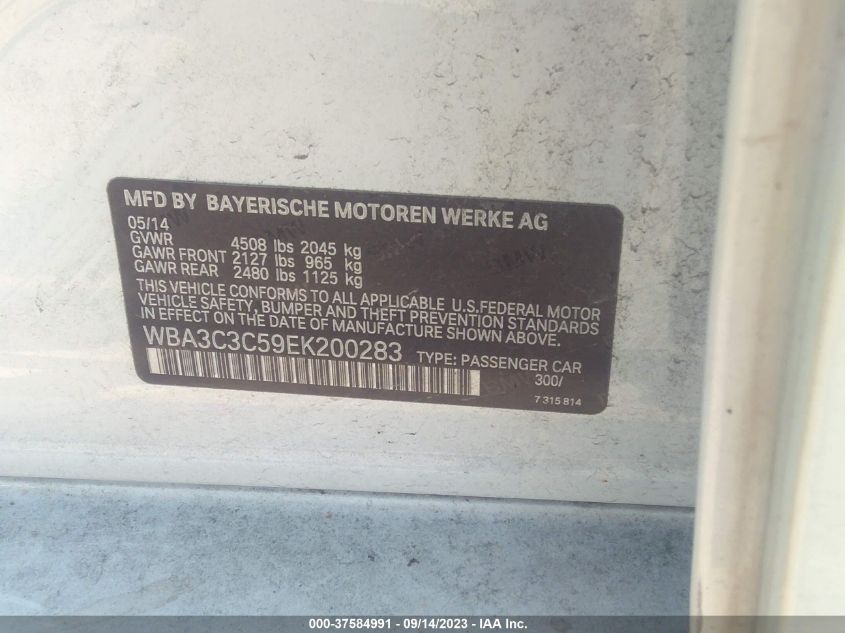 MFD BY BAYERISCHE MOTOREN WERKE AG
05/14
GVWR 4508 lbs 2045 kg
GAWR FRONT 2127 lbs 965 kg
GAWR REAR 2480 lbs 1125 kg
THIS VEHICLE CONFORMS TO ALL APPLICABLE U.S.FEDERAL MOTOR
VEHICLE SAFETY, BUMPER AND THEFT PREVENTION STANDARDS
IN EFFECT ON THE DATE OF MANUFACTURE SHOWN ABOVE.
WBA3C3C59EK200283 TYPE: PASSENGER CAR
300/
7 315 814
000-37584991 - 09/14/2023 - IAA Inc.